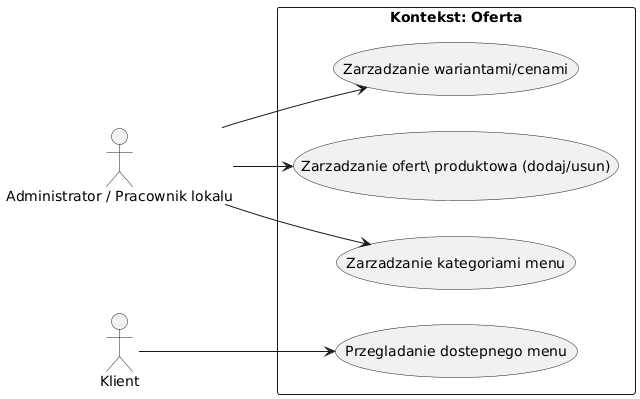 Kontekst: Oferta
Zarzadzanie wariantami/cenami
Zarzadzanie ofert\ produktowa (dodaj/usun)
Administrator / Pracownik lokalu
Zarzadzanie kategoriami menu
Przegladanie dostepnego menu
Klient